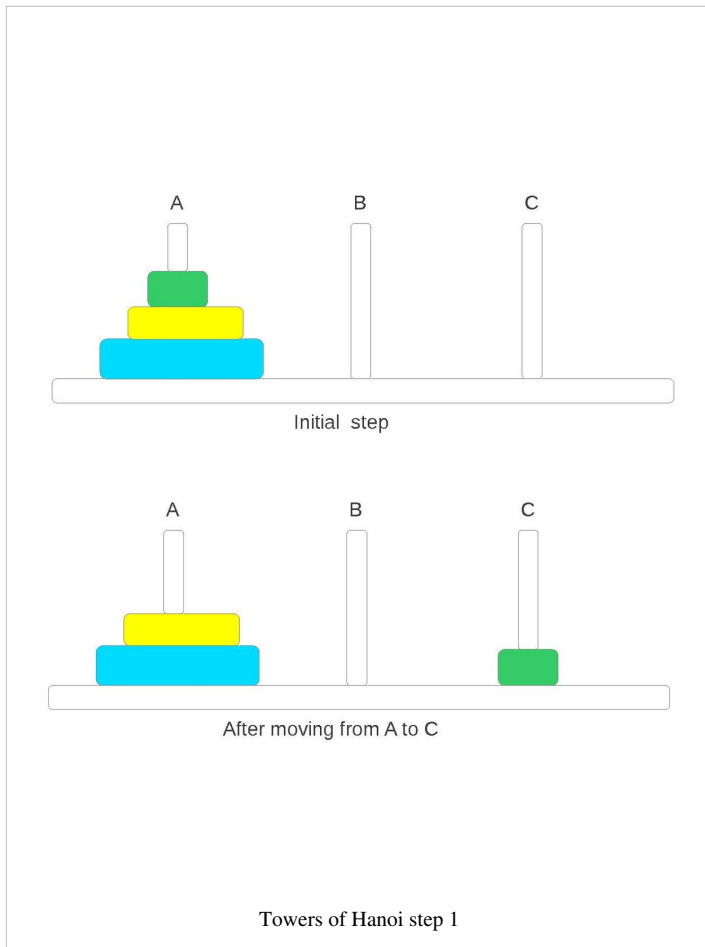 A B C
Initial  step
A B C
After moving from A to C
Towers of Hanoi step 1